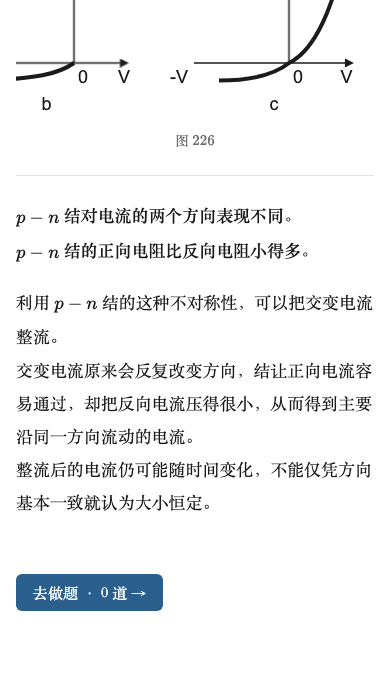 0 V -V 0 V
b c
图 226
p − n 结对电流的两个方向表现不同。
p − n 结的正向电阻比反向电阻小得多。
利用 p − n 结的这种不对称性，可以把交变电流
整流。
交变电流原来会反复改变方向，结让正向电流容
易通过，却把反向电流压得很小，从而得到主要
沿同一方向流动的电流。
整流后的电流仍可能随时间变化，不能仅凭方向
基本一致就认为大小恒定。
去做题 · 0 道 →